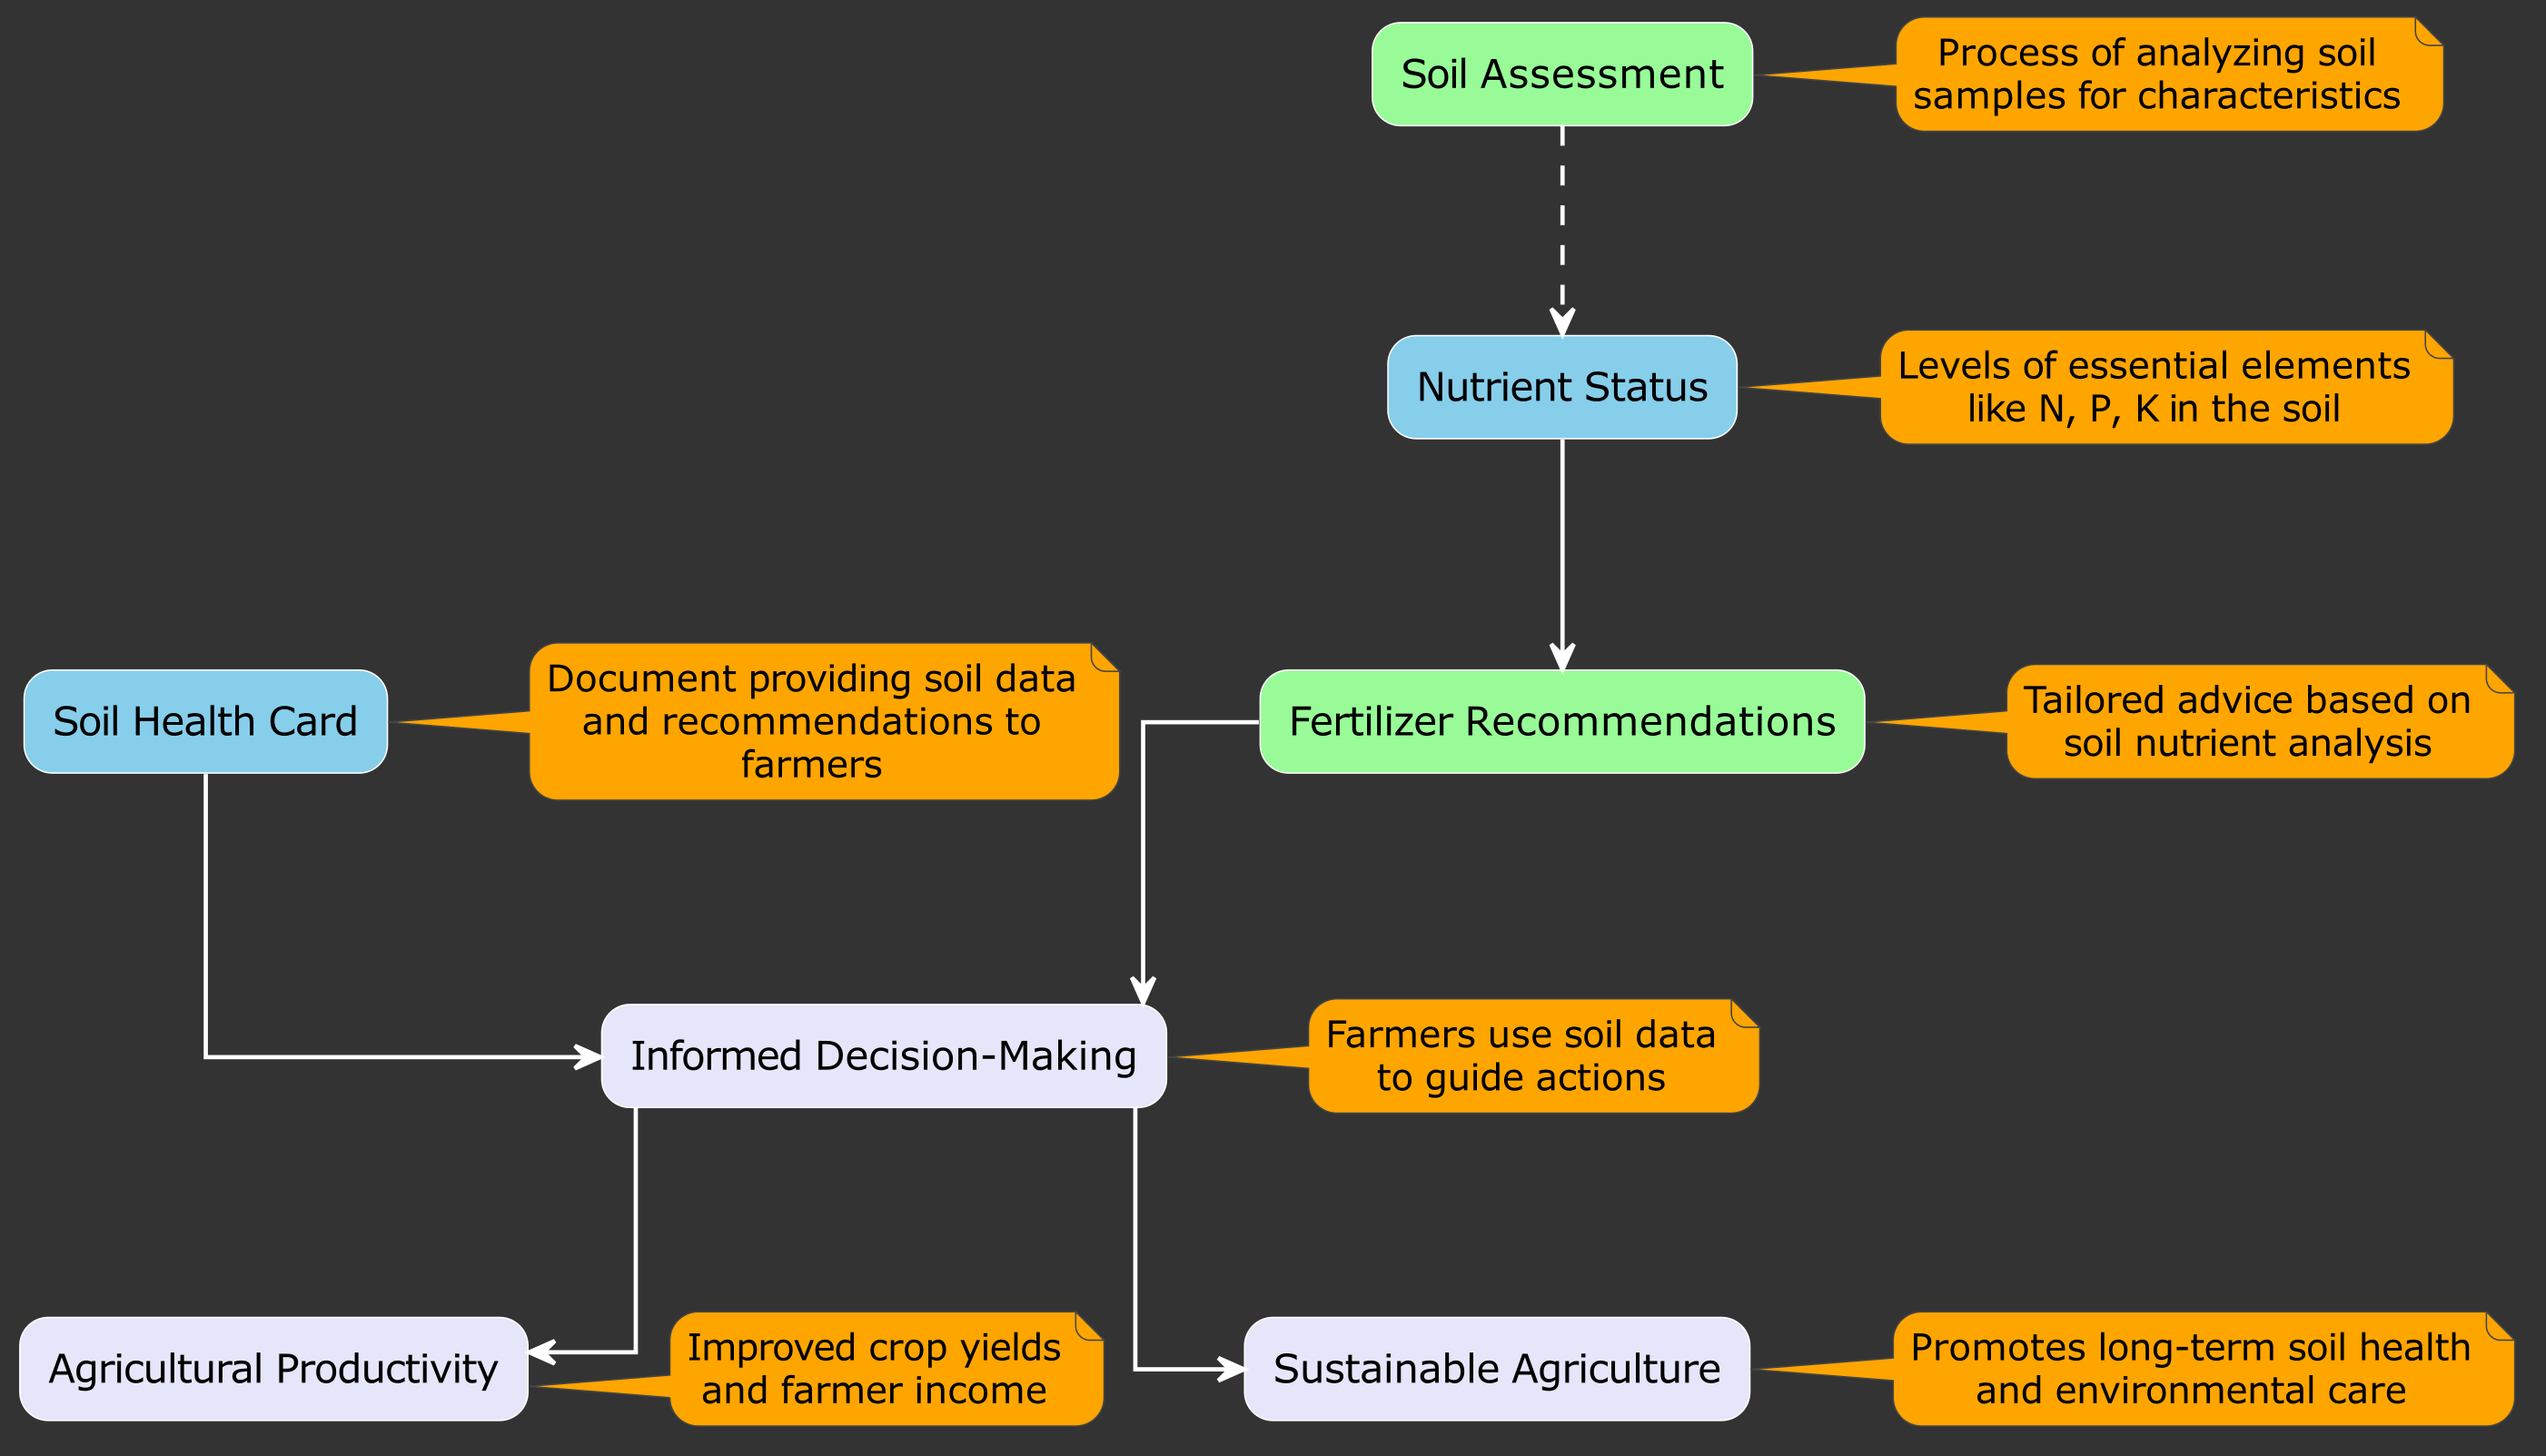 Soil Assessment
Process of analyzing soil
samples for characteristics
Nutrient Status
Levels of essential elements
like N, P, K in the soil
Soil Health Card
Document providing soil data
and recommendations to
farmers
Fertilizer Recommendations
Tailored advice based on
soil nutrient analysis
Informed Decision-Making
Farmers use soil data
to guide actions
Agricultural Productivity
Improved crop yields
and farmer income
Sustainable Agriculture
Promotes long-term soil health
and environmental care